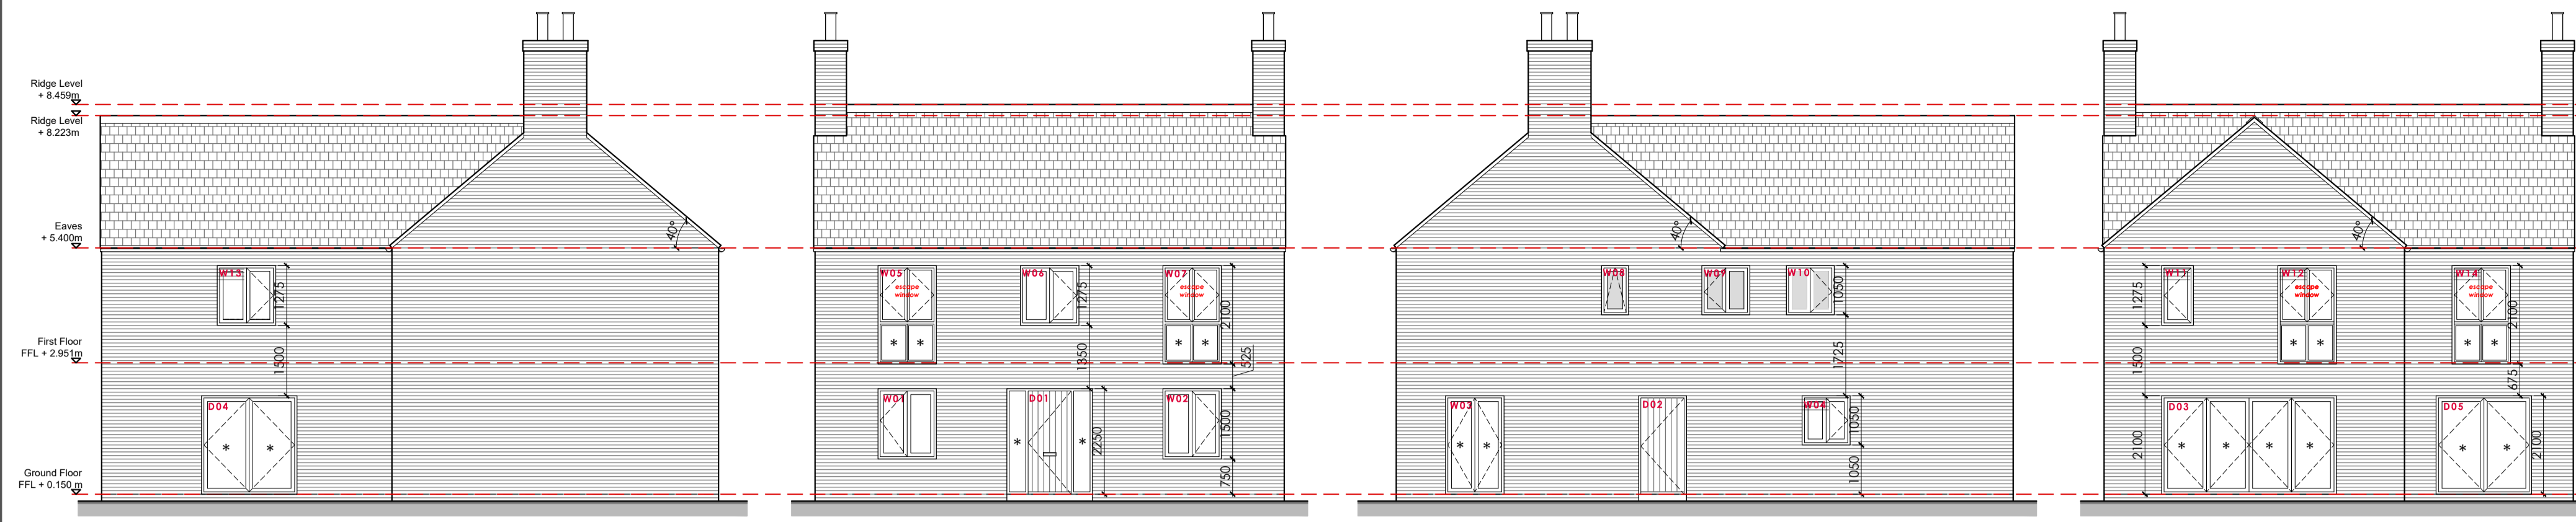 Ridge Level
+ 8.459m
Ridge Level
+ 8.223m
Eaves
+ 5.400m
First Floor
FFL + 2.951m
Ground Floor
FFL + 0.150 m
40°
W13
1275
1500
D04
*
*
W05
escape
window
*
*
W06
1275
1350
W07
escape
window
*
*
2100
525
W01
D01
*
*
2250
W02
1500
750
40°
W08
W09
W10
1050
1725
W03
*
*
D02
W04
1050
1050
40°
W11
1275
1500
2100
W12
escape
window
*
*
W14
escape
window
*
*
2100
675
D03
*
*
*
*
D05
*
*
2100